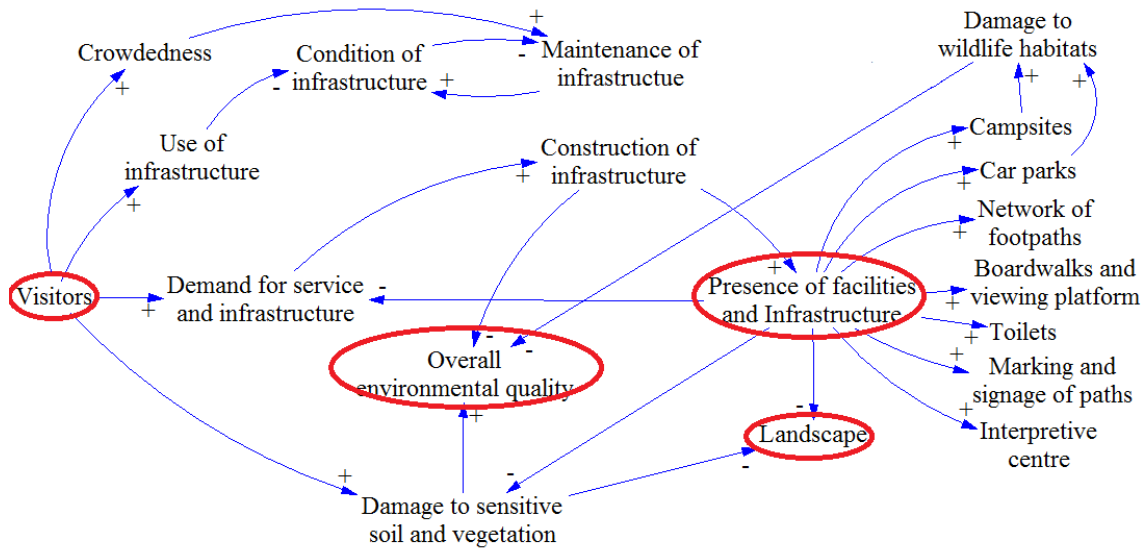 Damage to
wildlife habitats
Crowdedness
+
Condition of
infrastructure
-
Maintenance of
infrastructue
-
+
+
+
+
Campsites
+
Use of
infrastructure
-
+
Construction of
infrastructure
+
Car parks
+
Network of
footpaths
+
Visitors
Demand for service
and infrastructure
+
-
Presence of facilities
and Infrastructure
+
Boardwalks and
viewing platform
+
Toilets
+
Overall
environmental quality
-
-
+
Marking and
signage of paths
+
Landscape
-
-
Interpretive
centre
+
Damage to sensitive
soil and vegetation
+
-